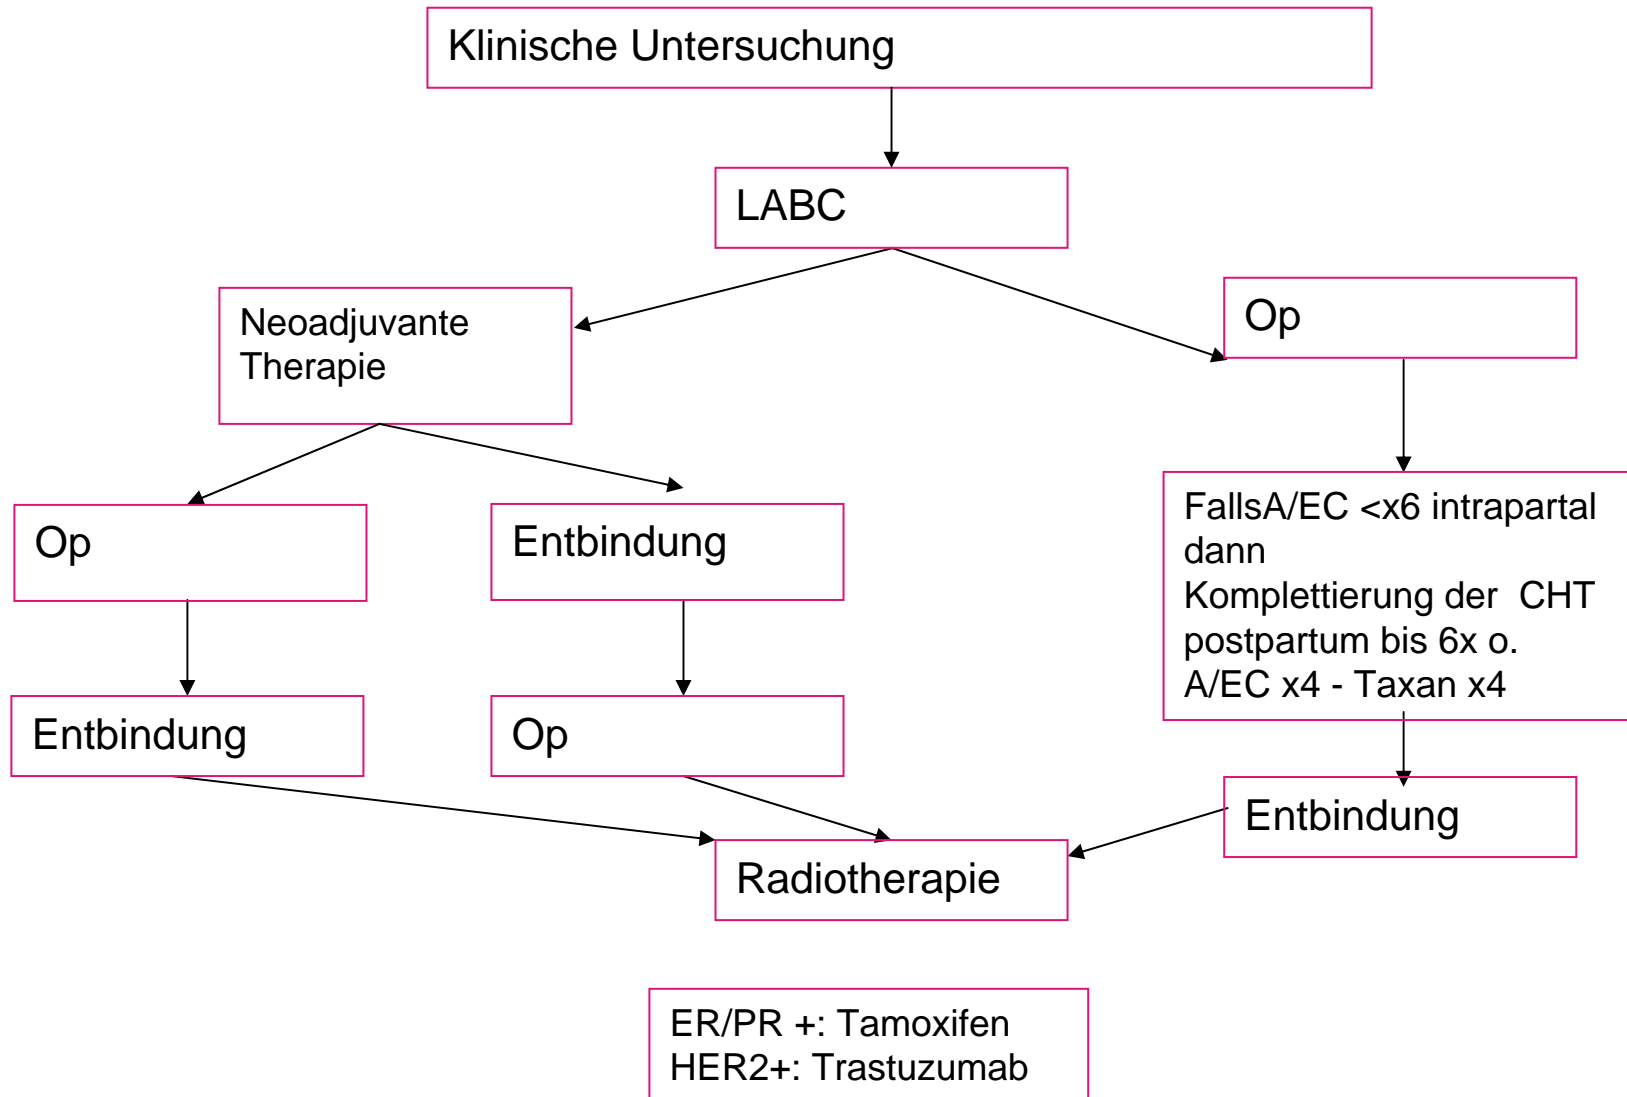 Klinische Untersuchung
LABC
Neoadjuvante
Therapie
Op
Op
Entbindung
FallsA/EC <x6 intrapartal
dann
Komplettierung der CHT
postpartum bis 6x o.
A/EC x4 - Taxan x4
Entbindung
Op
Entbindung
Radiotherapie
ER/PR +: Tamoxifen
HER2+: Trastuzumab